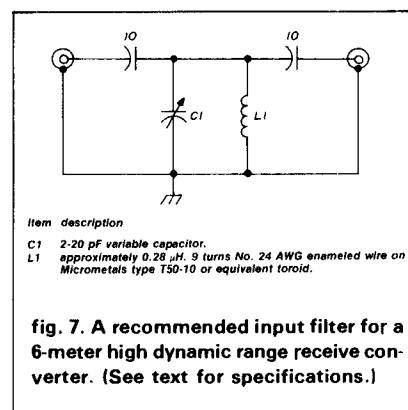 10
10
C1
L1
Item description
C1 2-20 pF variable capacitor.
L1 approximately 0.28 μH. 9 turns No. 24 AWG enameled wire on
Micrometals type T50-10 or equivalent toroid.
fig. 7. A recommended input filter for a
6-meter high dynamic range receive con-
verter. (See text for specifications.)